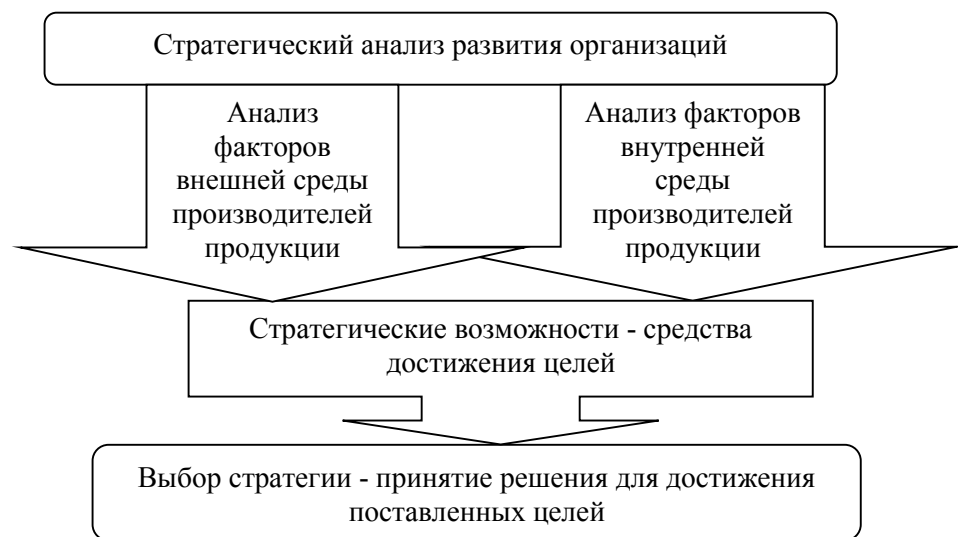 Стратегический анализ развития организаций
Анализ
факторов
внешней среды
производителей
продукции
Анализ факторов
внутренней
среды
производителей
продукции
Стратегические возможности - средства
достижения целей
Выбор стратегии - принятие решения для достижения
поставленных целей